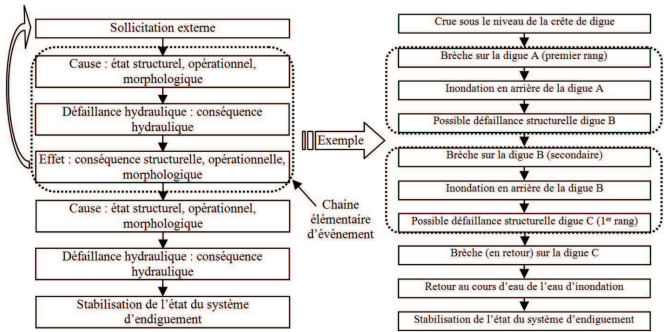 Sollicitation externe
Cause : état structurel, opérationnel,
morphologique
Défaillance hydraulique : conséquence
hydraulique
Effet : conséquence structurelle, opérationnelle,
morphologique
Cause : état structurel, opérationnel,
morphologique
Défaillance hydraulique : conséquence
hydraulique
Stabilisation de l'état du système
d'endiguement
Exemple
Chaine
élémentaire
d'évènement
Crue sous le niveau de la crête de digue
Brèche sur la digue A (premier rang)
Inondation en arrière de la digue A
Possible défaillance structurelle digue B
Brèche sur la digue B (secondaire)
Inondation en arrière de la digue B
Possible défaillance structurelle digue C (1er rang)
Brèche (en retour) sur la digue C
Retour au cours d'eau de l'eau d'inondation
Stabilisation de l'état du système d'endiguement